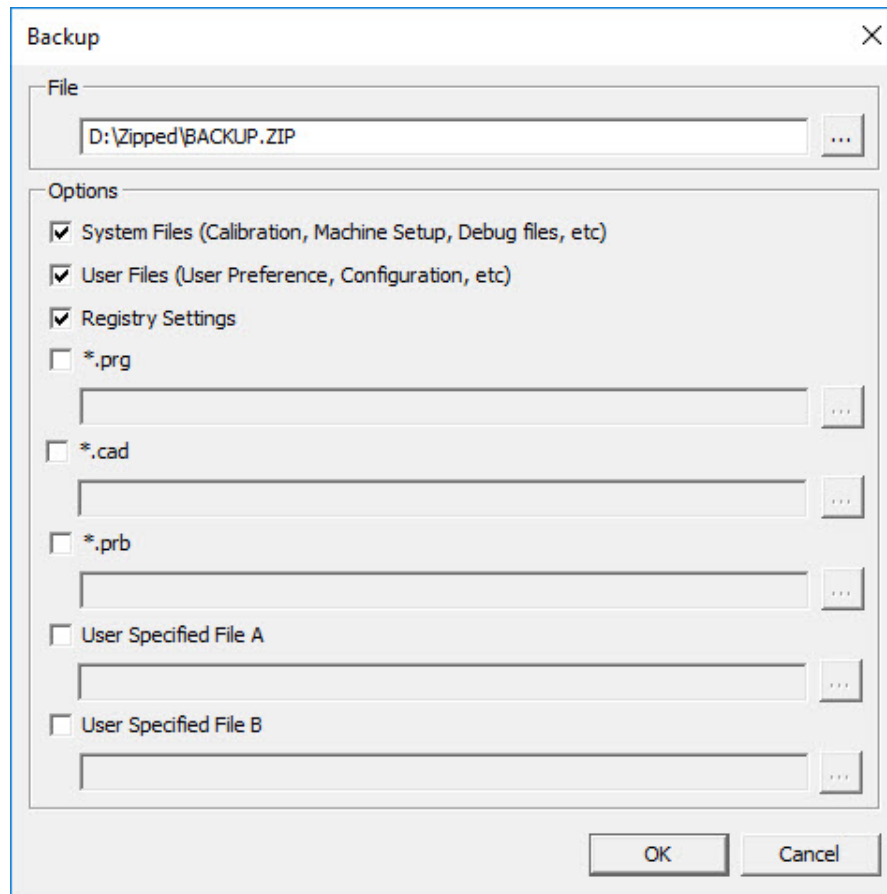 Backup
File
D:\Zipped\BACKUP.ZIP
...
Options
System Files (Calibration, Machine Setup, Debug files, etc)
User Files (User Preference, Configuration, etc)
Registry Settings
*.prg
...
*.cad
...
*.prb
...
User Specified File A
...
User Specified File B
...
OK Cancel